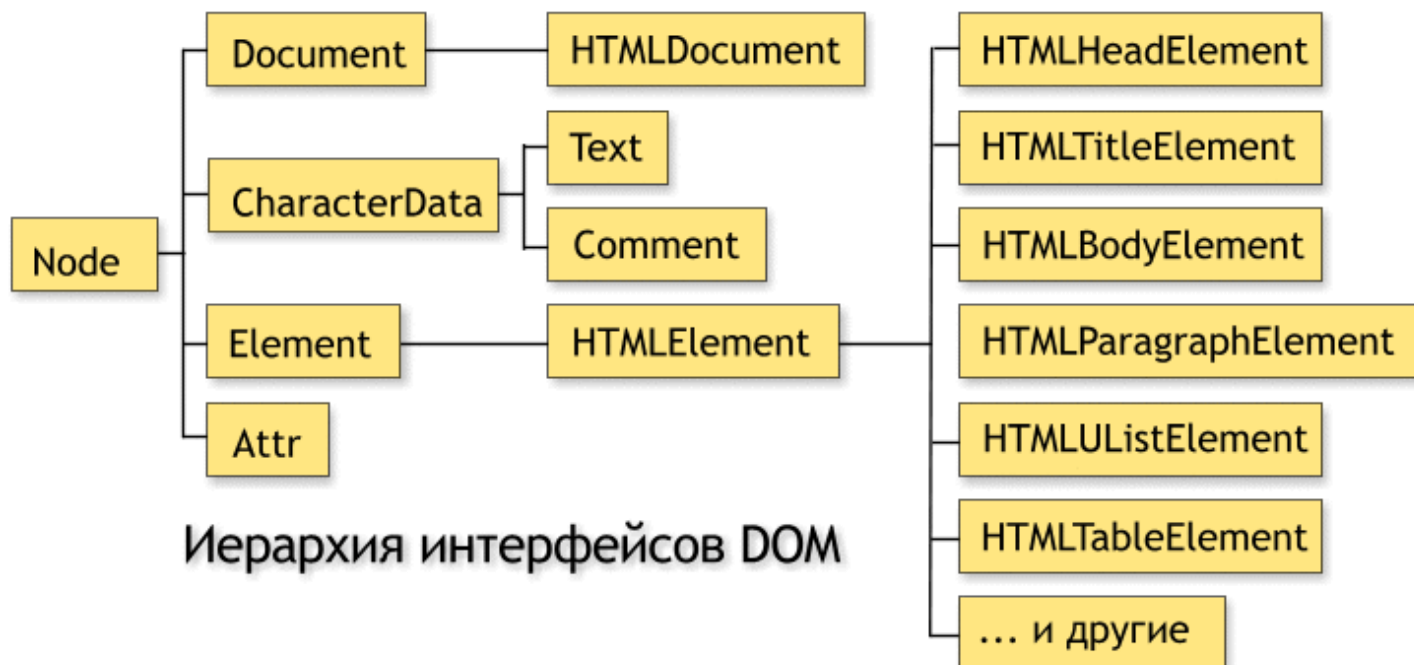 Node
Document
CharacterData
Element
Attr
HTMLDocument
Text
Comment
HTMLElement
HTMLHeadElement
HTMLTitleElement
HTMLBodyElement
HTMLParagraphElement
HTMLUListElement
HTMLTableElement
... и другие
Иерархия интерфейсов DOM